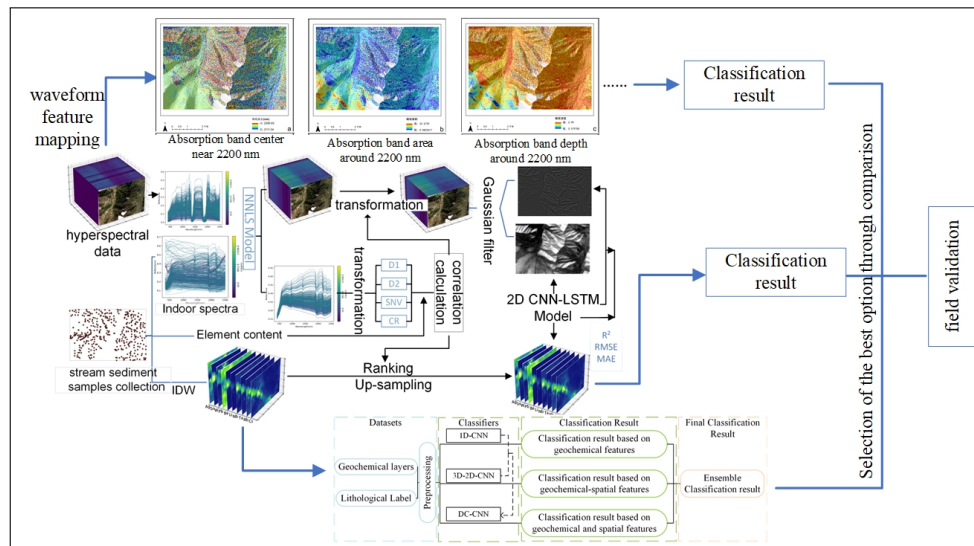 waveform
feature
mapping
a
b
c
Absorption band center
near 2200 nm
Absorption band area
around 2200 nm
Absorption band depth
around 2200 nm
......
Classification
result
hyperspectral
data
NNLS Model
transformation
Gaussian filter
Indoor spectra
transformation
D1
D2
SNV
CR
correlation
calculation
2D CNN-LSTM
Model
Classification
result
R²
RMSE
MAE
Element content
stream sediment
samples collection
IDW
Ranking
Up-sampling
Selection of the best option through comparison
field validation
Datasets
Classifiers
Classification Result
Final Classification
Result
Geochemical layers
Lithological Label
Preprocessing
1D-CNN
3D-2D-CNN
DC-CNN
Classification result based on
geochemical features
Classification result based on
geochemical-spatial features
Classification result based on
geochemical and spatial features
Ensemble
Classification result